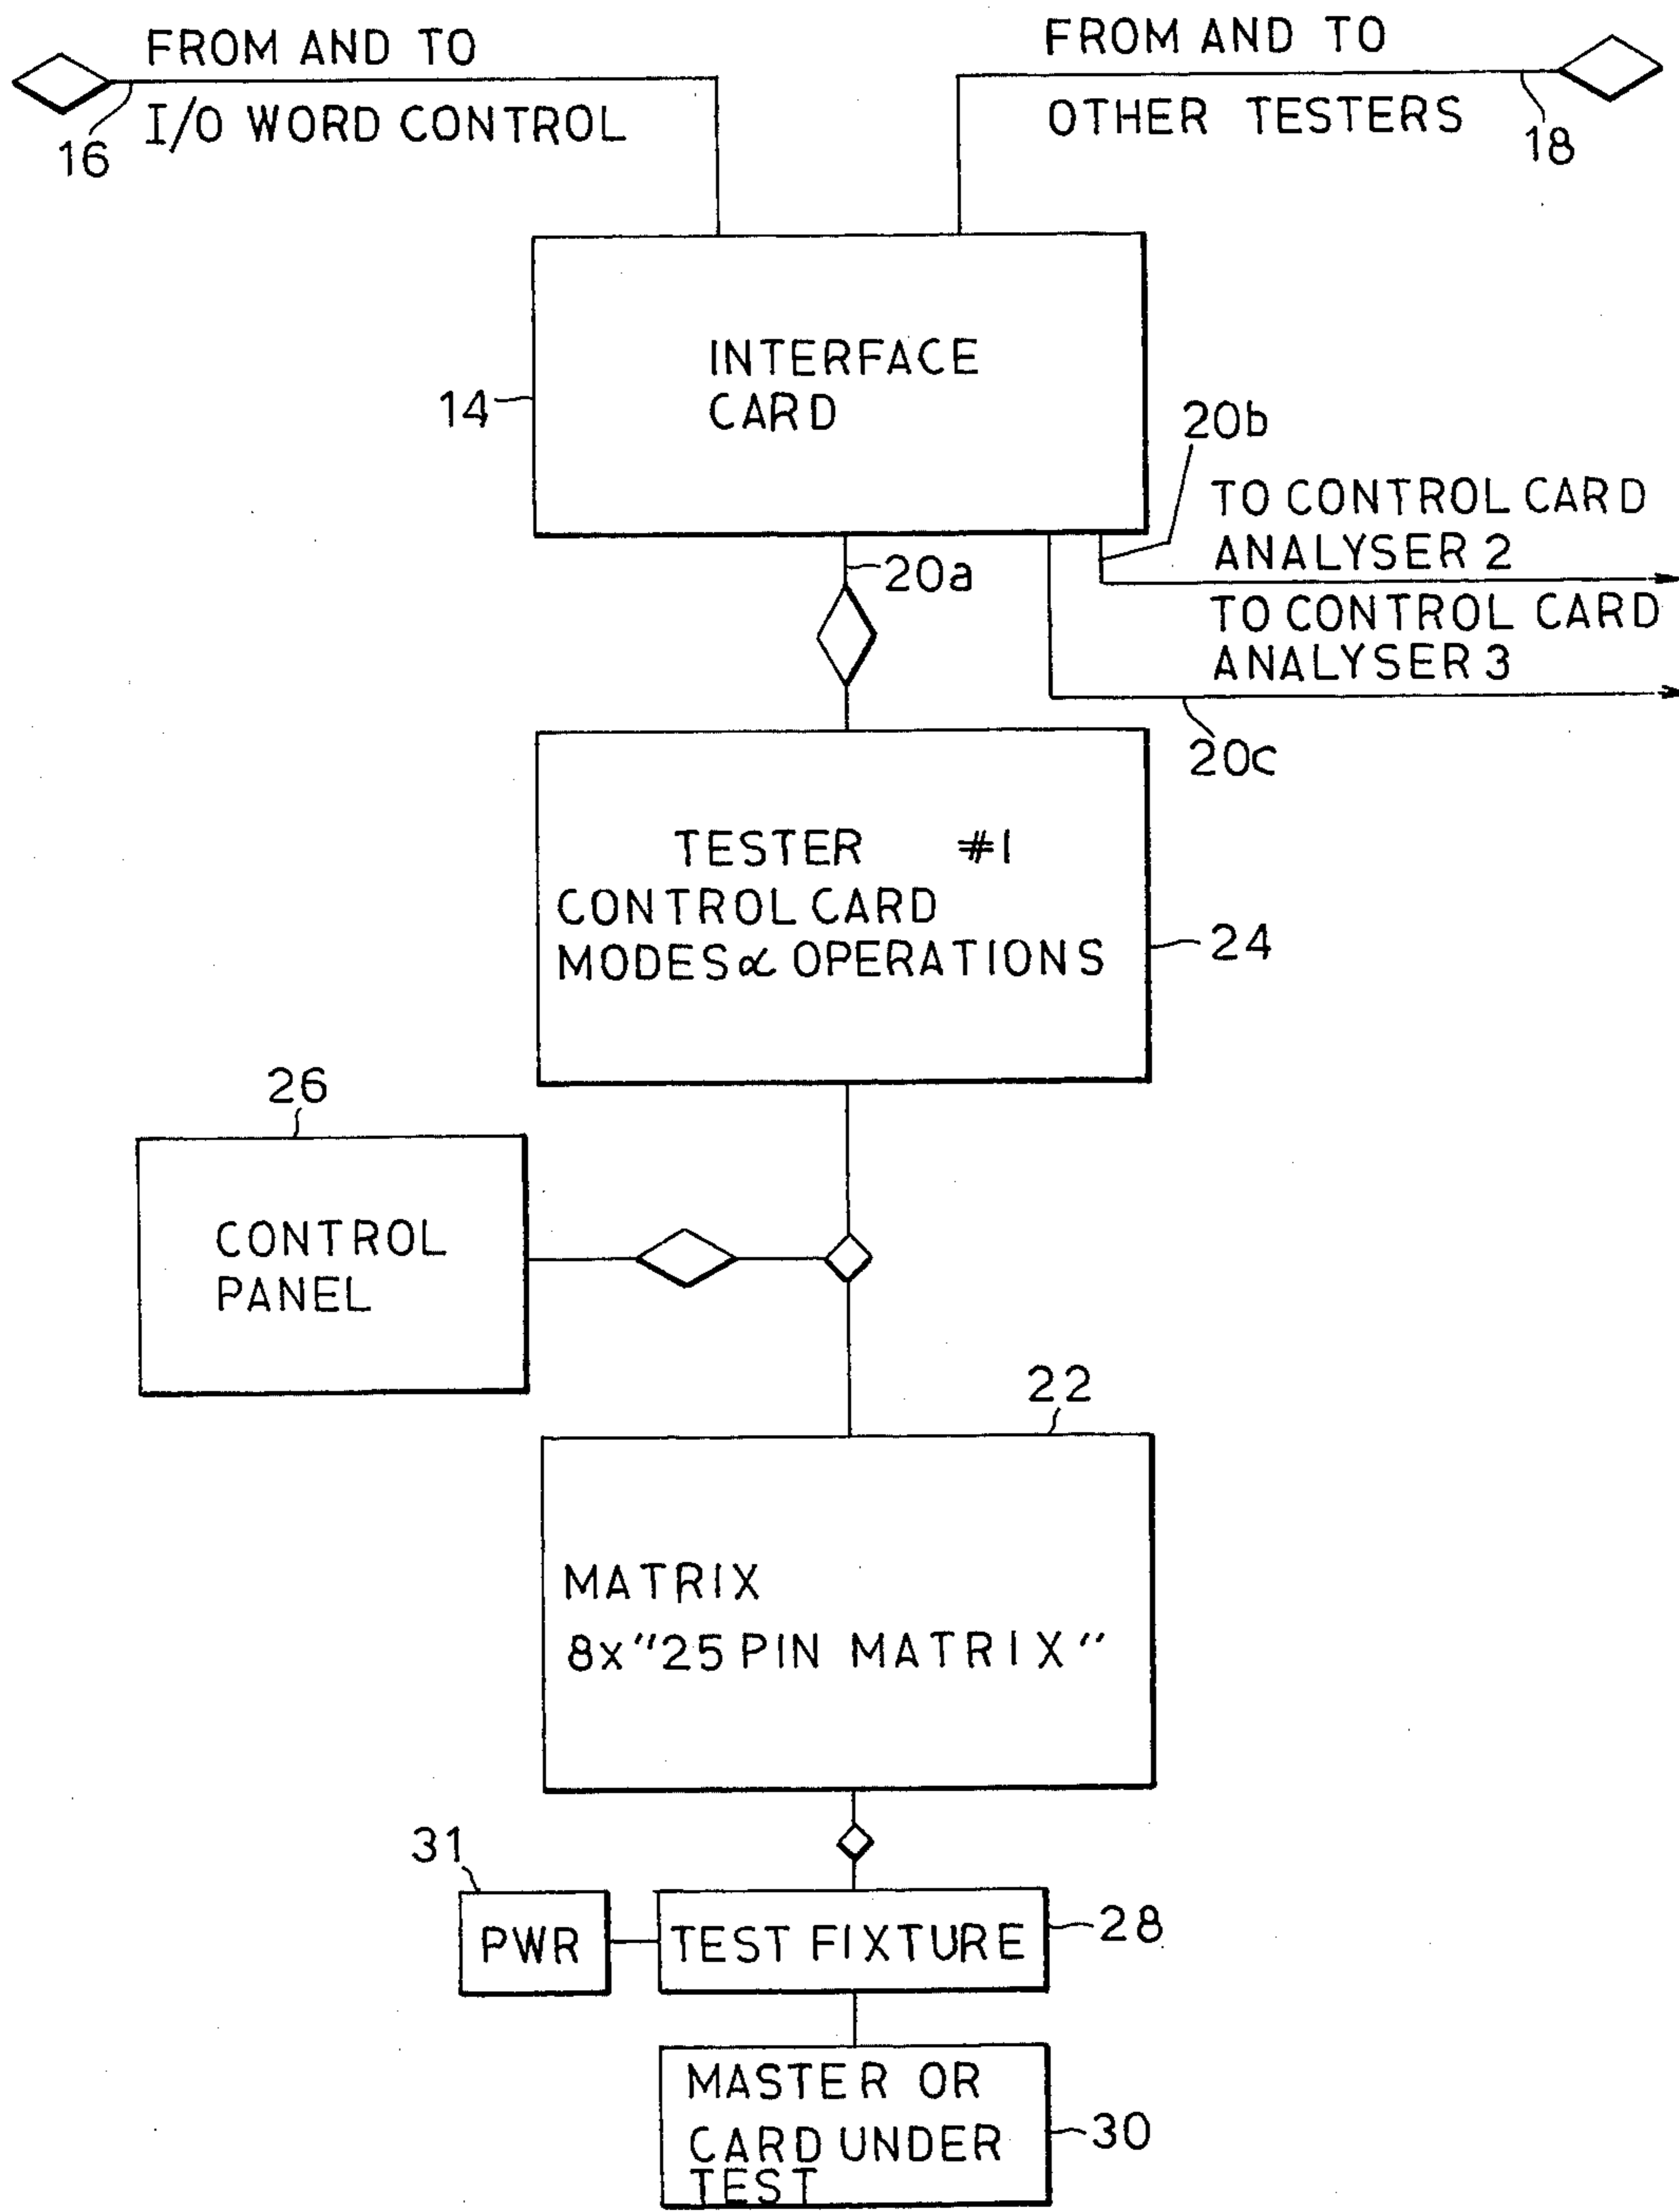 FROM AND TO
I/O WORD CONTROL
16
FROM AND TO
OTHER TESTERS
18
INTERFACE
CARD
14
20b
TO CONTROL CARD
ANALYSER 2
20a
TO CONTROL CARD
ANALYSER 3
20c
TESTER #1
CONTROL CARD
MODES & OPERATIONS
24
26
CONTROL
PANEL
22
MATRIX
8x"25 PIN MATRIX"
31
PWR
TEST FIXTURE
28
MASTER OR
CARD UNDER
TEST
30